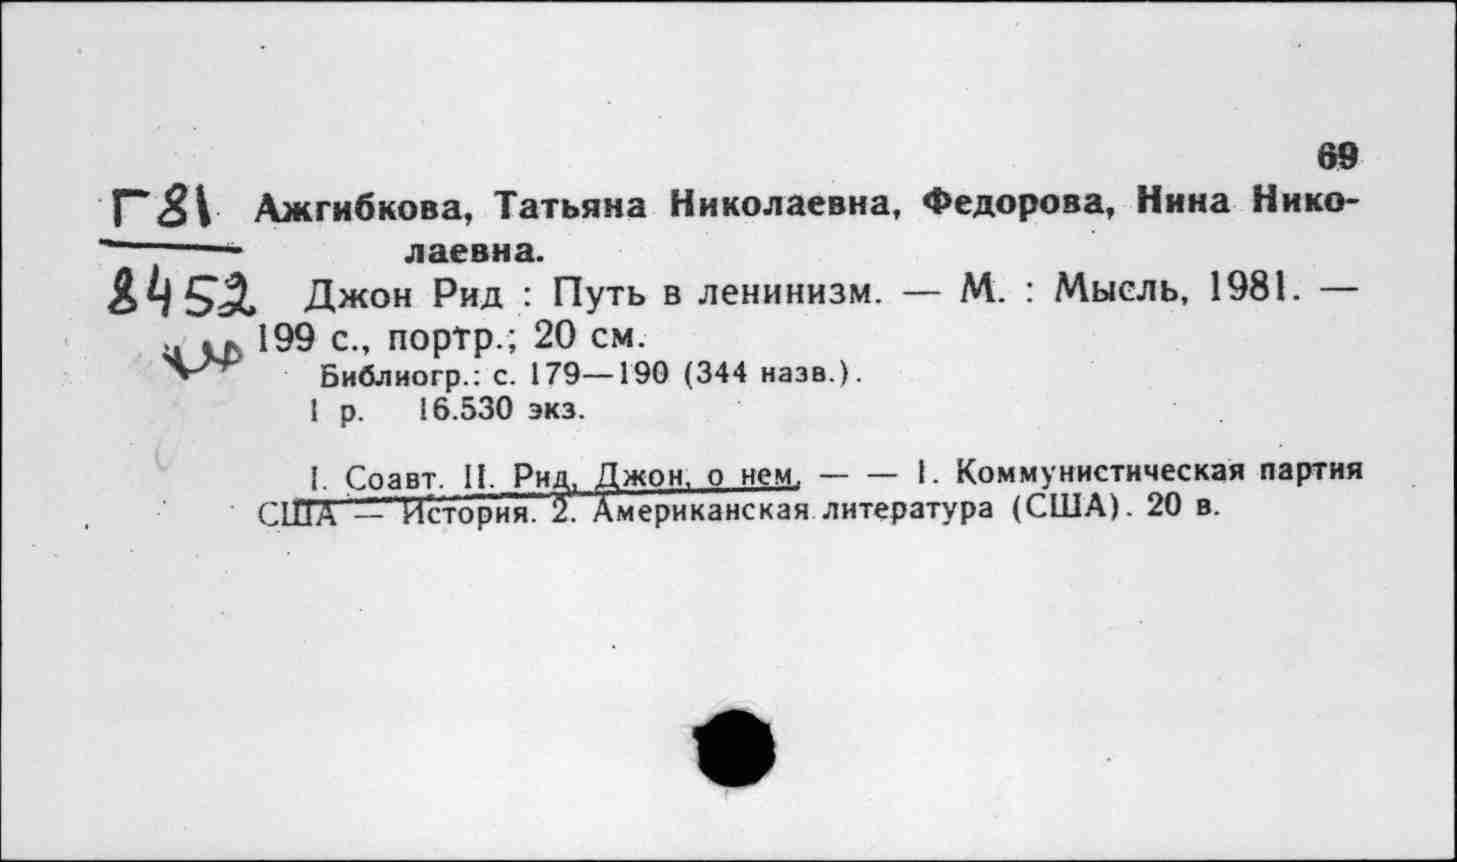 69
Г81 Ажгибкова, Татьяна Николаевна, Федорова, Нина Нико-
лаевна.
8452 Джон Рид : Путь в ленинизм. — М. : Мысль, 1981. —
199 с., портр.; 20 см.
Библиогр.: с. 179—190 (344 назв.).
1 р. 16.530 экз.
I. Соавт. II. Рид, Джон, о нем. — — 1. Коммунистическая партия
США — История. 2. Американская литература (США). 20 в.